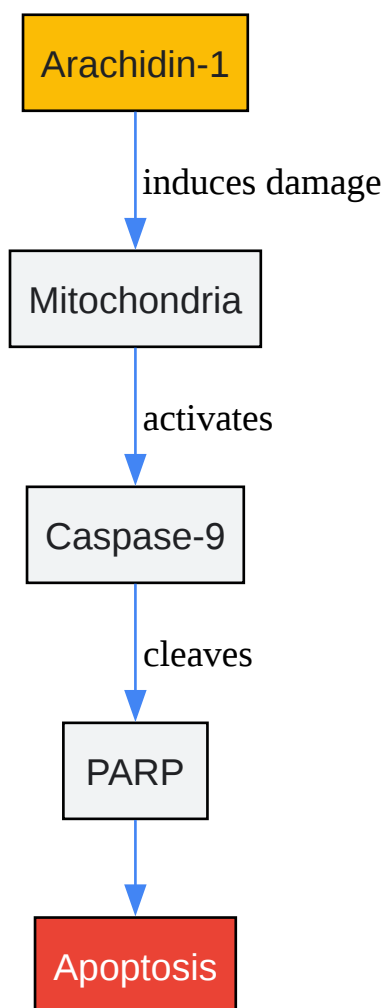 Arachidin-1
induces damage
Mitochondria
activates
Caspase-9
cleaves
PARP
Apoptosis